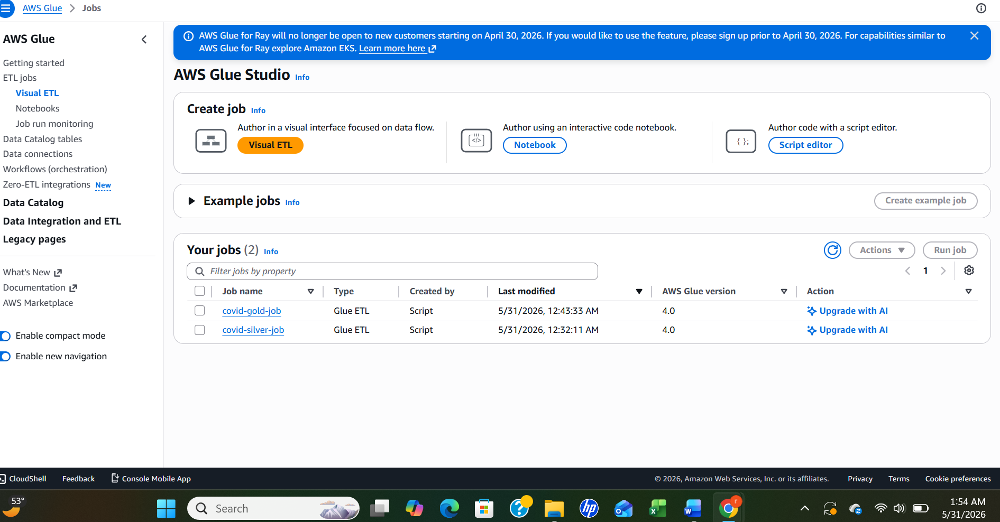 AWS Glue > Jobs
AWS Glue
Getting started
ETL jobs
Visual ETL
Notebooks
Job run monitoring
Data Catalog tables
Data connections
Workflows (orchestration)
Zero-ETL integrations New
Data Catalog
Data Integration and ETL
Legacy pages
What's New
Documentation
AWS Marketplace
Enable compact mode
Enable new navigation
AWS Glue for Ray will no longer be open to new customers starting on April 30, 2026. If you would like to use the feature, please sign up prior to April 30, 2026. For capabilities similar to
AWS Glue for Ray explore Amazon EKS. Learn more here
AWS Glue Studio Info
Create job Info
Author in a visual interface focused on data flow.
Visual ETL
Author using an interactive code notebook.
Notebook
Author code with a script editor.
Script editor
Example jobs Info
Create example job
Your jobs (2) Info
Actions
Run job
Filter jobs by property
1
Job name Type Created by Last modified AWS Glue version Action
covid-gold-job Glue ETL Script 5/31/2026, 12:43:33 AM 4.0 Upgrade with AI
covid-silver-job Glue ETL Script 5/31/2026, 12:32:11 AM 4.0 Upgrade with AI
CloudShell Feedback Console Mobile App © 2026, Amazon Web Services, Inc. or its affiliates. Privacy Terms Cookie preferences
53°
Search
hp
1:54 AM
5/31/2026